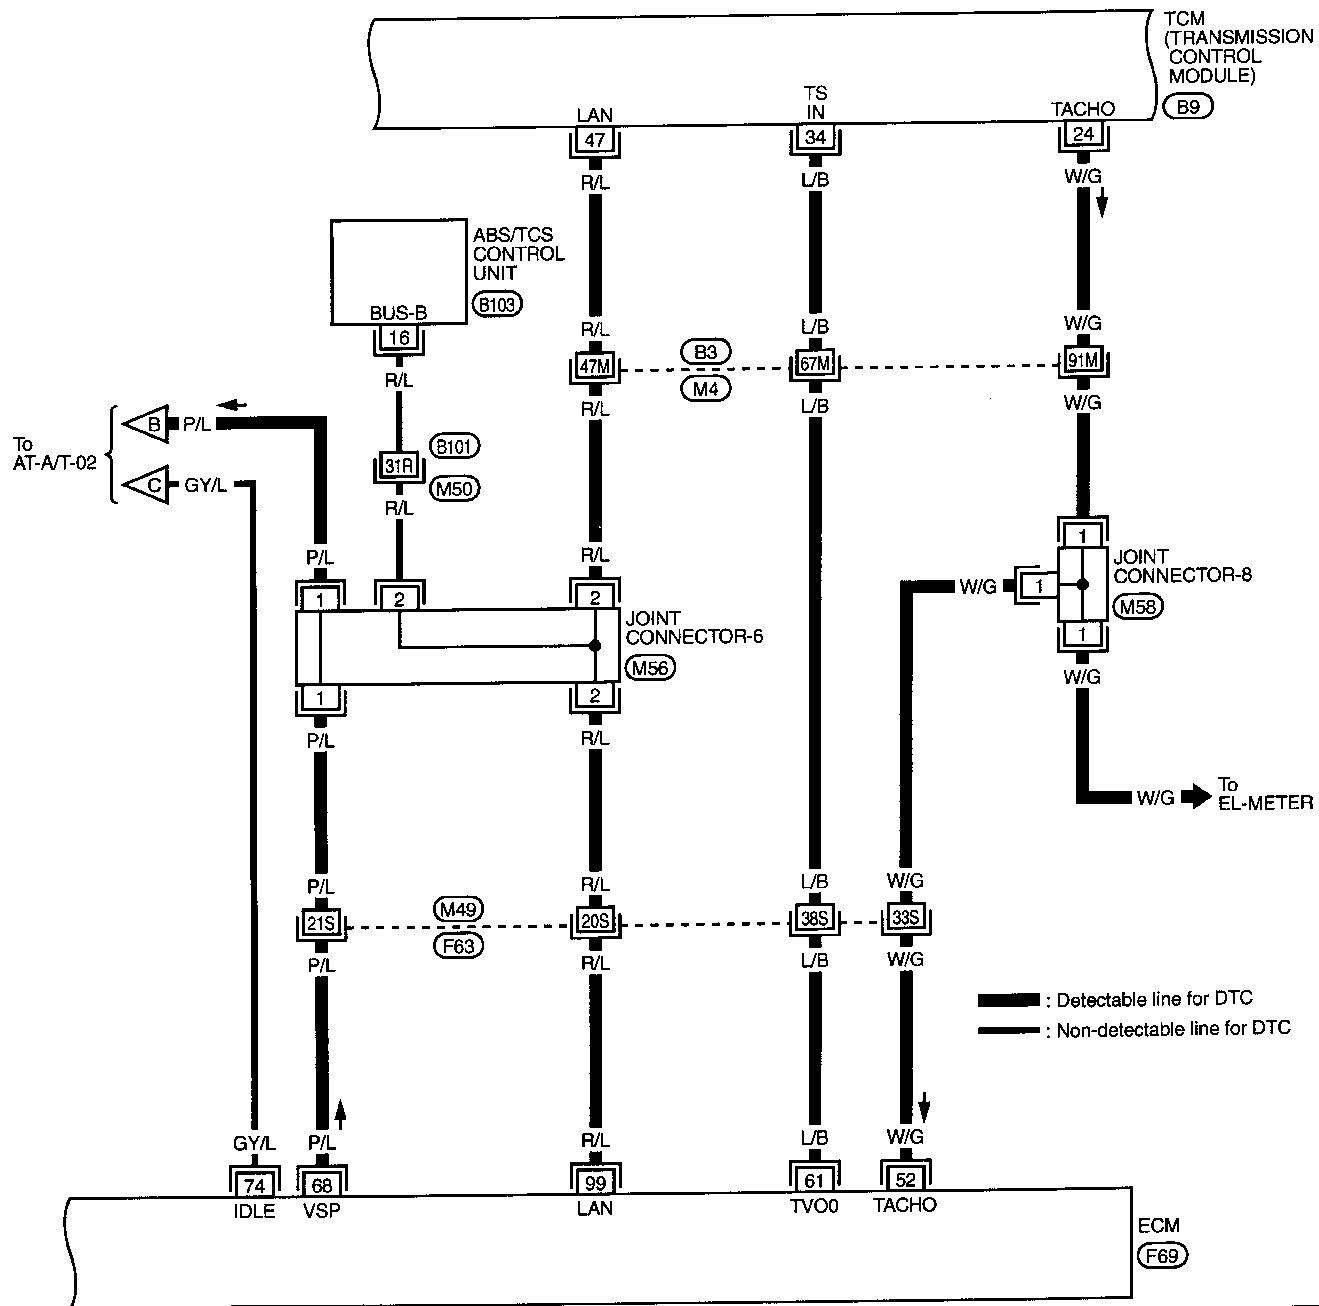 TCM
(TRANSMISSION
CONTROL
MODULE)
B9
LAN
TS
IN
TACHO
47
34
24
R/L
L/B
W/G
ABS/TCS
CONTROL
UNIT
B103
BUS-B
16
R/L
L/B
W/G
47M
B3
M4
67M
91M
R/L
R/L
L/B
W/G
To
AT-A/T-02
B
P/L
C
GY/L
31R
B101
M50
R/L
P/L
R/L
1
2
2
JOINT
CONNECTOR-6
M56
1
2
1
JOINT
CONNECTOR-8
M58
W/G
1
1
W/G
P/L
R/L
W/G
To
EL-METER
P/L
R/L
L/B
W/G
21S
M49
F63
20S
38S
33S
P/L
R/L
L/B
W/G
: Detectable line for DTC
: Non-detectable line for DTC
GY/L
P/L
R/L
L/B
W/G
74
68
99
61
52
IDLE
VSP
LAN
TVO0
TACHO
ECM
F69